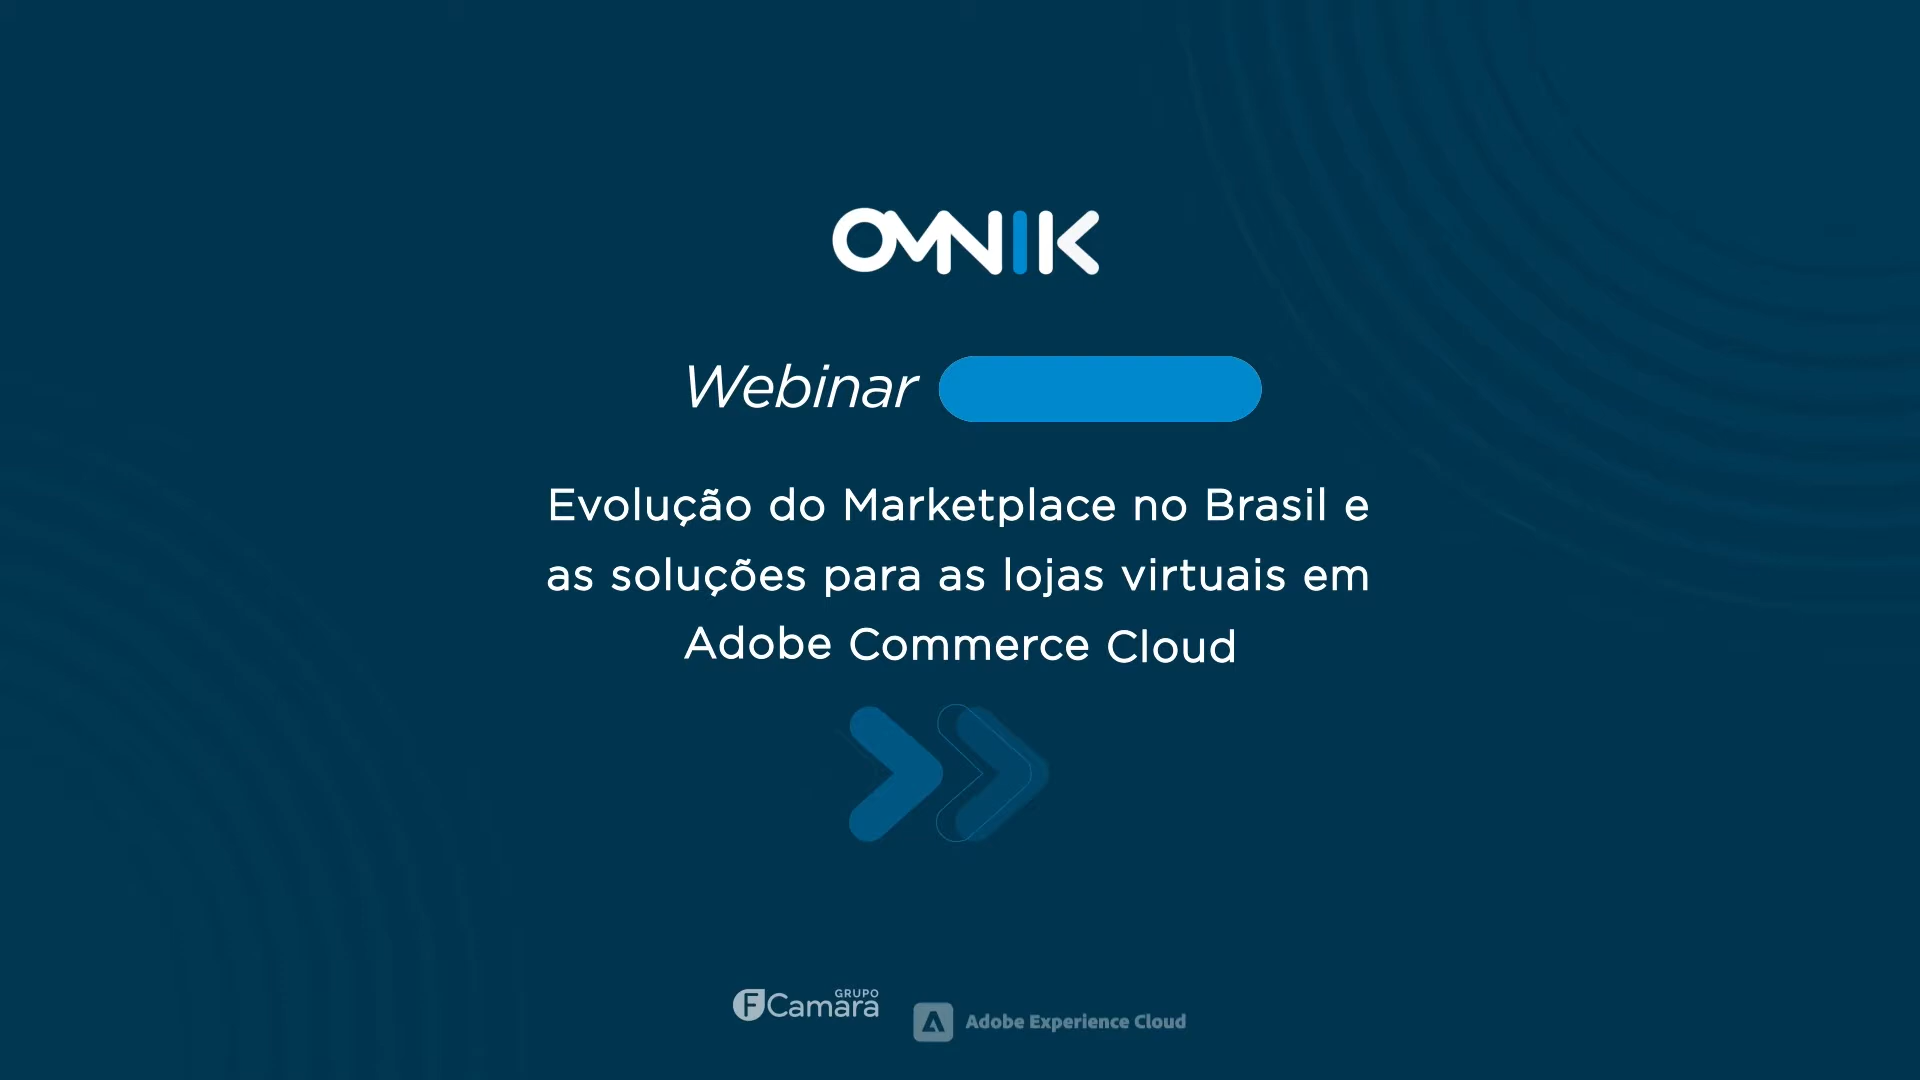 OMNIK
Webinar
Evolução do Marketplace no Brasil e
as soluções para as lojas virtuais em
Adobe Commerce Cloud
GRUPO
FCamara
Adobe Experience Cloud